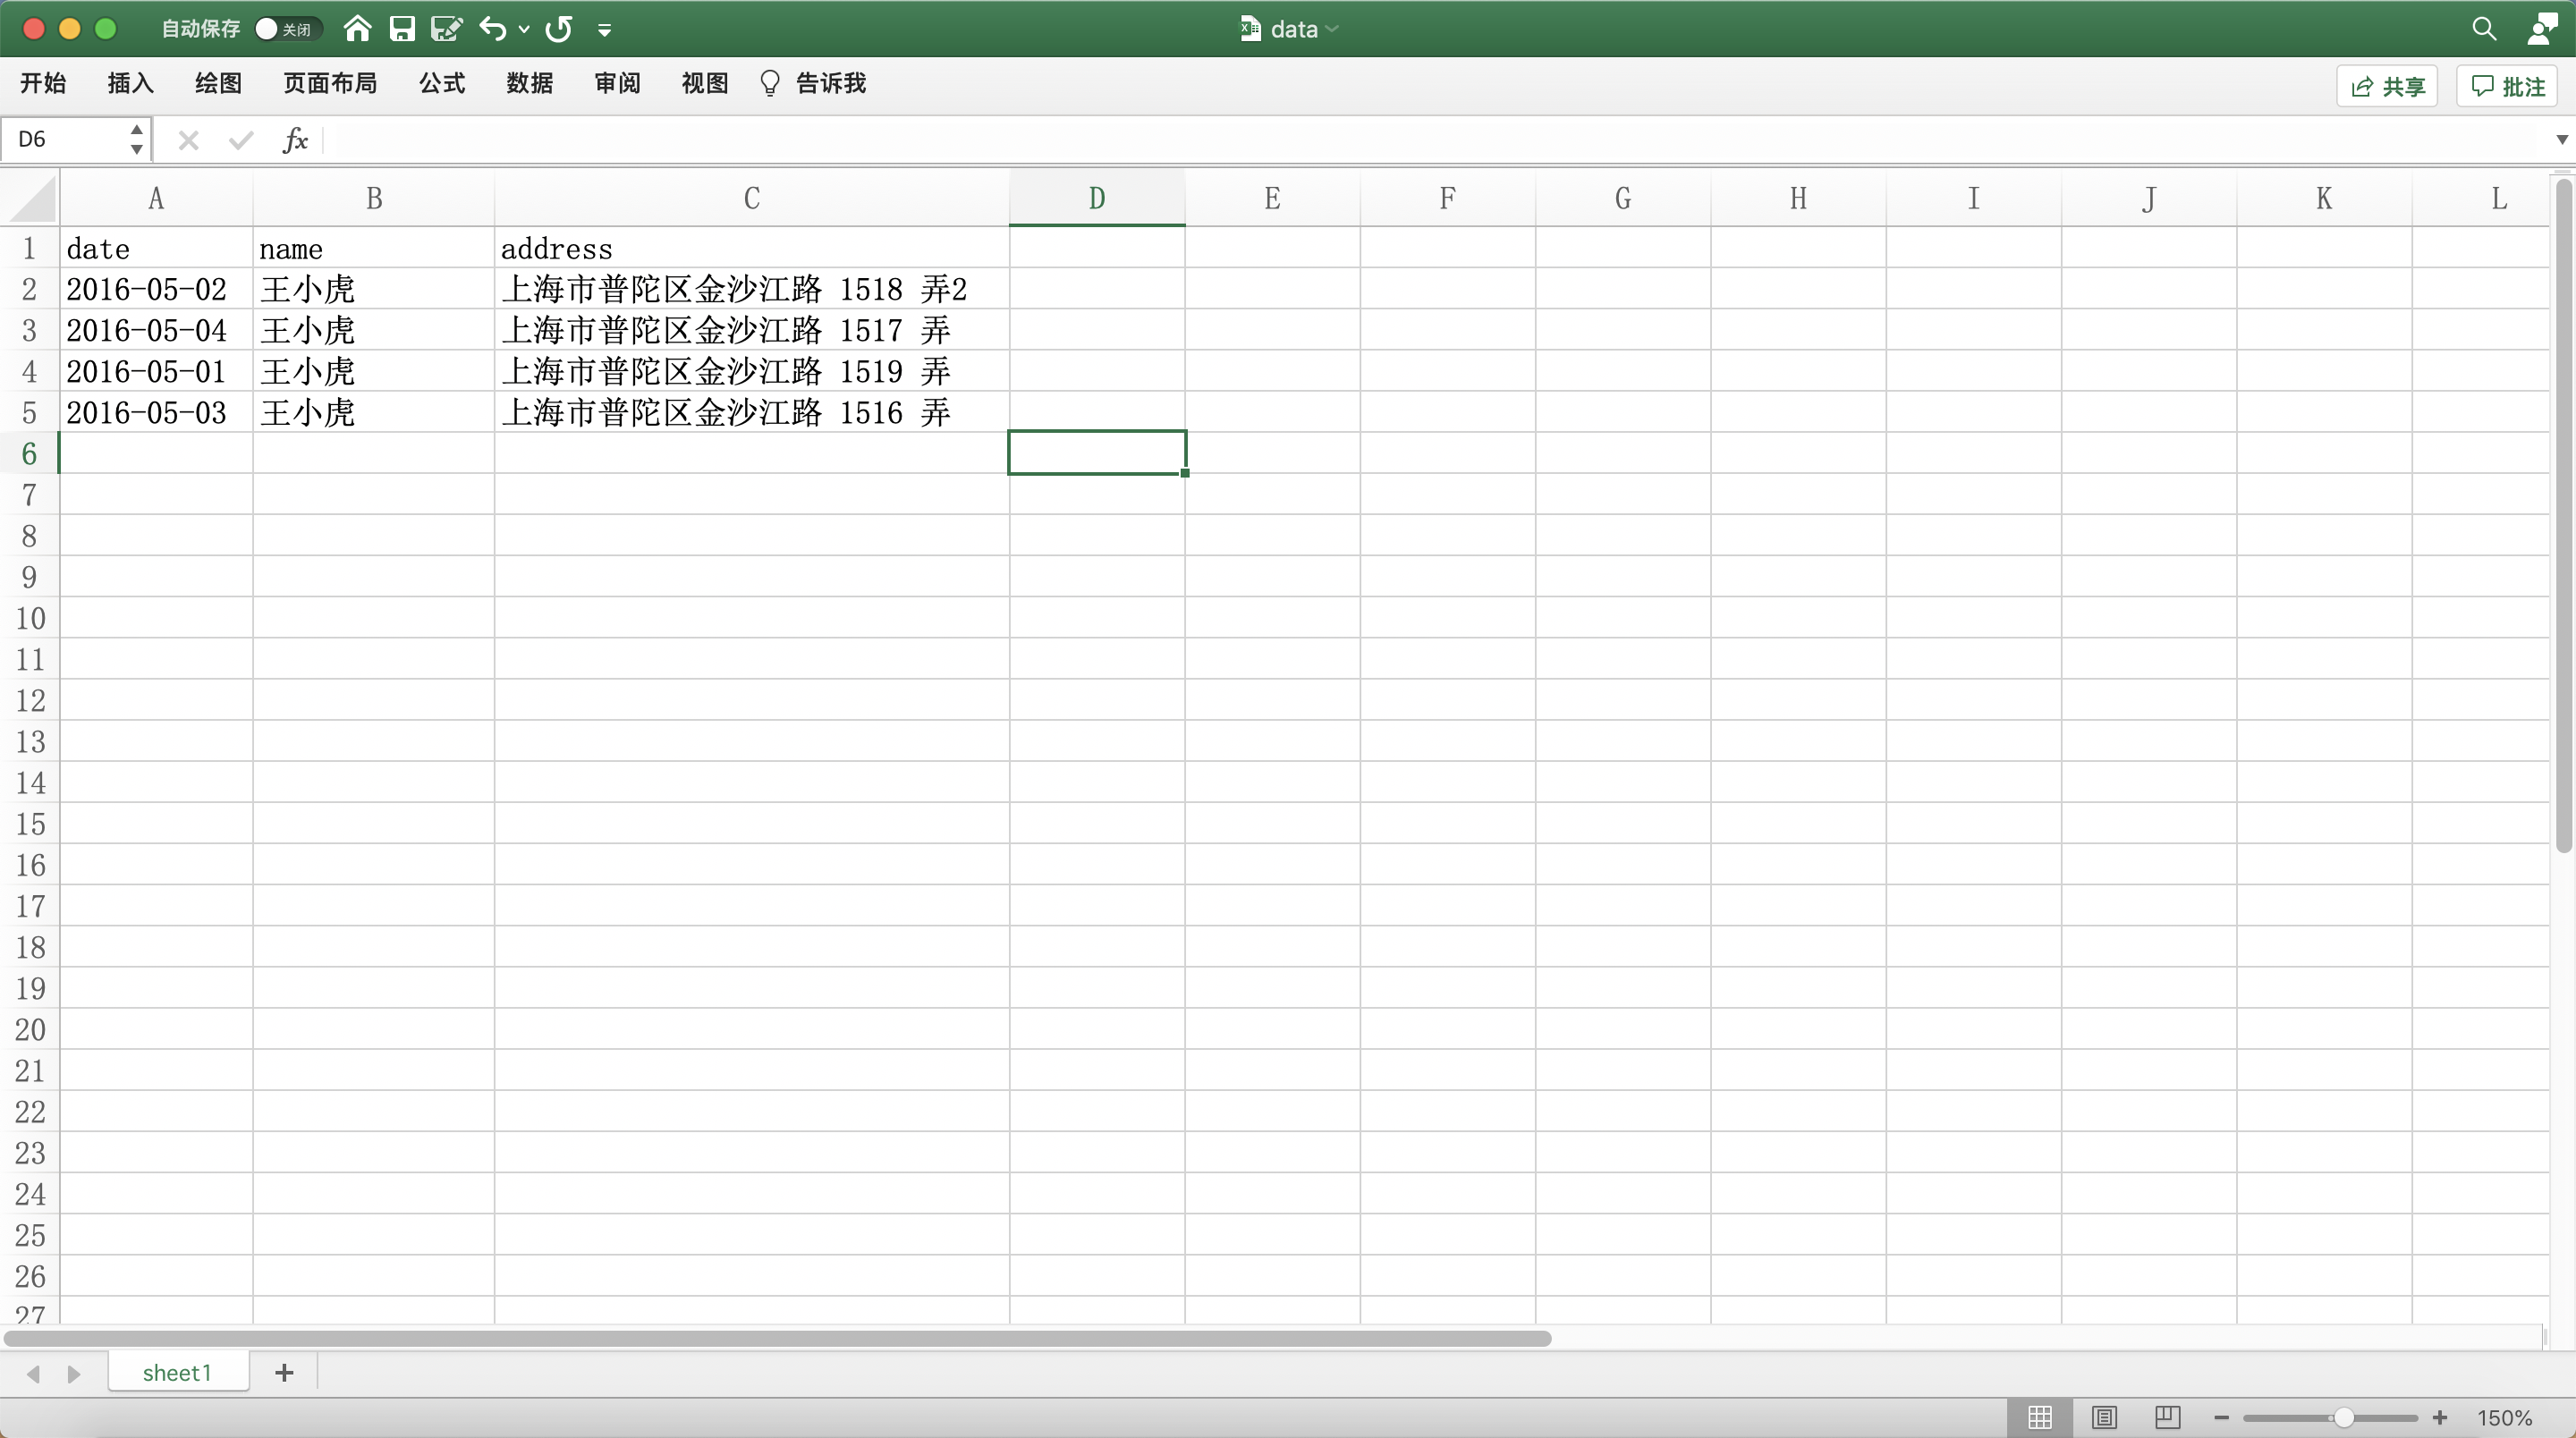 自动保存 关闭 data
开始 插入 绘图 页面布局 公式 数据 审阅 视图 告诉我 共享 批注
D6 fx
A B C D E F G H I J K L
1 date name address
2 2016-05-02 王小虎 上海市普陀区金沙江路 1518 弄2
3 2016-05-04 王小虎 上海市普陀区金沙江路 1517 弄
4 2016-05-01 王小虎 上海市普陀区金沙江路 1519 弄
5 2016-05-03 王小虎 上海市普陀区金沙江路 1516 弄
6
7
8
9
10
11
12
13
14
15
16
17
18
19
20
21
22
23
24
25
26
27
sheet1
150%